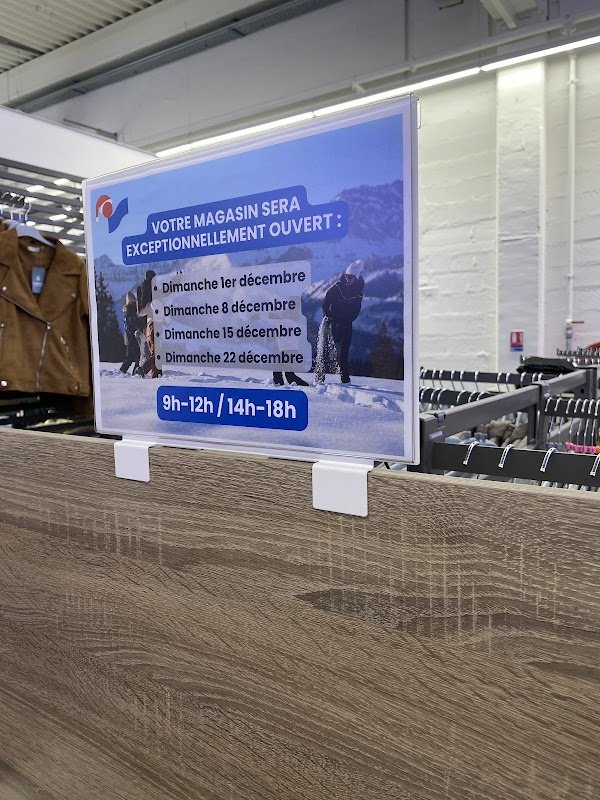 VOTRE MAGASIN SERA
EXCEPTIONNELLEMENT OUVERT :
• Dimanche 1er décembre
• Dimanche 8 décembre
• Dimanche 15 décembre
• Dimanche 22 décembre
9h-12h / 14h-18h